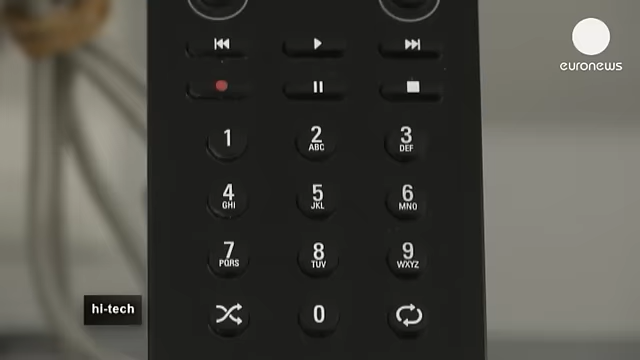 euronews
1
2
ABC
3
DEF
4
GHI
5
JKL
6
MNO
7
PQRS
8
TUV
9
WXYZ
hi-tech
0